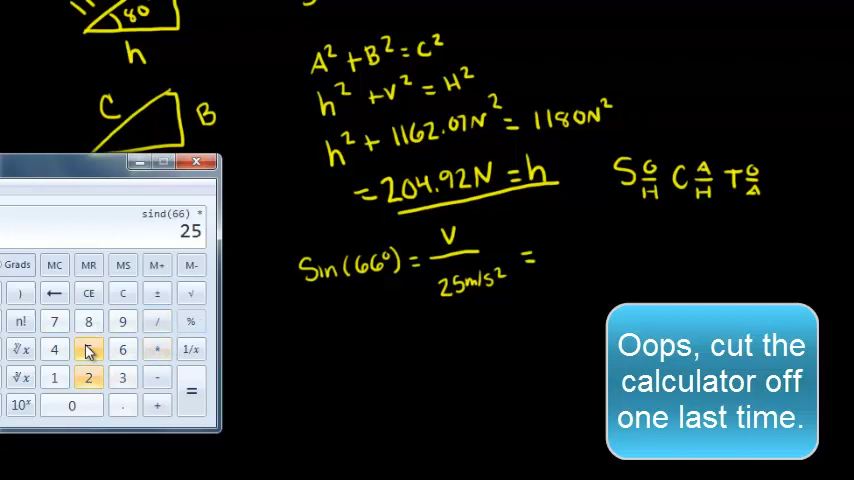 80
h
A² + B² = C²
h² + v² = H²
h² + 1162.07N² = 1180N²
= 204.92N = h
C
B
S O/H C A/H T O/A
Sin(66°) = V / 25m/s² =
sind(66) *
25
Grads MC MR MS M+ M-
) ← CE C ± √
n! 7 8 9 / %
ʸ√x 4 6 * 1/x
³√x 1 2 3 - =
10ˣ 0 . +
Oops, cut the
calculator off
one last time.